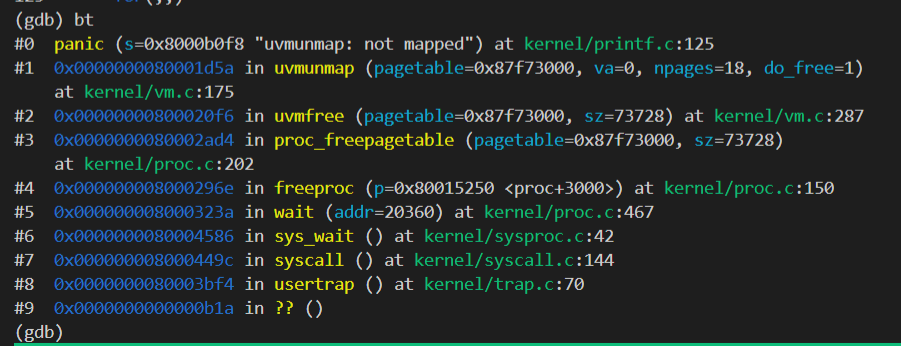 (gdb) bt
#0  panic (s=0x8000b0f8 "uvmunmap: not mapped") at kernel/printf.c:125
#1  0x0000000080001d5a in uvmunmap (pagetable=0x87f73000, va=0, npages=18, do_free=1)
    at kernel/vm.c:175
#2  0x00000000800020f6 in uvmfree (pagetable=0x87f73000, sz=73728) at kernel/vm.c:287
#3  0x0000000080002ad4 in proc_freepagetable (pagetable=0x87f73000, sz=73728)
    at kernel/proc.c:202
#4  0x000000008000296e in freeproc (p=0x80015250 <proc+3000>) at kernel/proc.c:150
#5  0x000000008000323a in wait (addr=20360) at kernel/proc.c:467
#6  0x0000000080004586 in sys_wait () at kernel/sysproc.c:42
#7  0x000000008000449c in syscall () at kernel/syscall.c:144
#8  0x0000000080003bf4 in usertrap () at kernel/trap.c:70
#9  0x0000000000000b1a in ?? ()
(gdb)